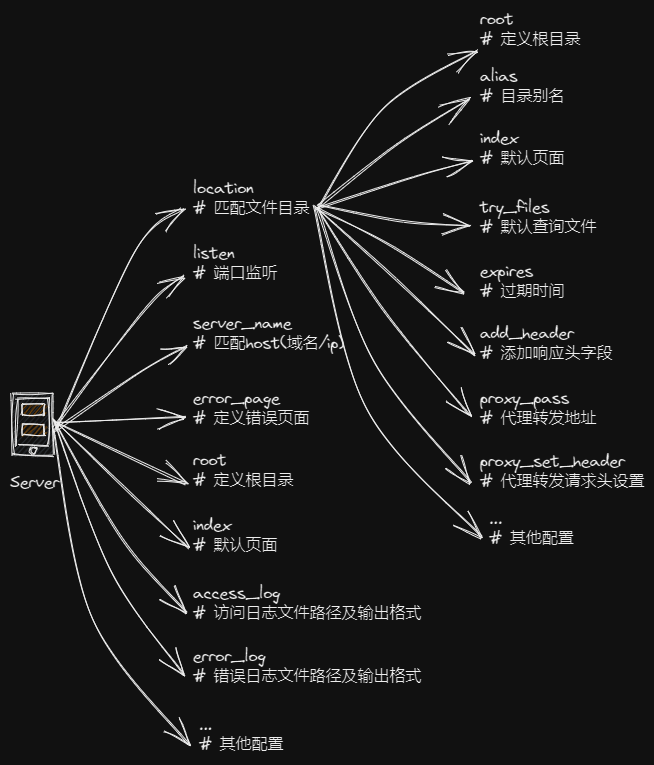 Server
location
# 匹配文件目录
listen
# 端口监听
server_name
# 匹配host(域名/ip)
error_page
# 定义错误页面
root
# 定义根目录
index
# 默认页面
access_log
# 访问日志文件路径及输出格式
error_log
# 错误日志文件路径及输出格式
...
# 其他配置
root
# 定义根目录
alias
# 目录别名
index
# 默认页面
try_files
# 默认查询文件
expires
# 过期时间
add_header
# 添加响应头字段
proxy_pass
# 代理转发地址
proxy_set_header
# 代理转发请求头设置
...
# 其他配置